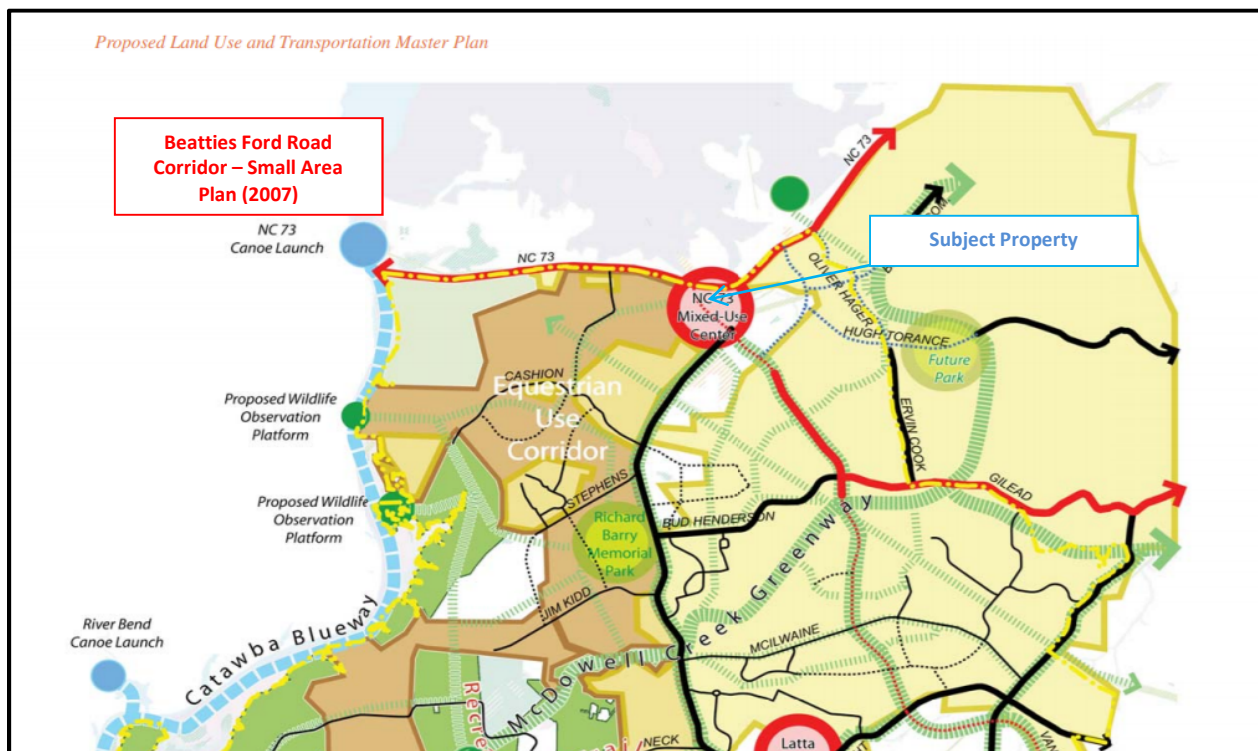 Proposed Land Use and Transportation Master Plan
Beatties Ford Road
Corridor – Small Area
Plan (2007)
NC 73
NC 73
Canoe Launch
Subject Property
NC 73
OLIVER HAGER
NC 73
Mixed-Use
Center
HUGH TORANCE
Future
Park
CASHION
Equestrian
Use
Corridor
Proposed Wildlife
Observation
Platform
ERVIN COOK
STEPHENS
GILEAD
Proposed Wildlife
Observation
Platform
Richard
Barry
Memorial
Park
BUD HENDERSON
JIM KIDD
McDowell Creek Greenway
River Bend
Canoe Launch
Catawba Blueway
MCILWAINE
NECK
Latta